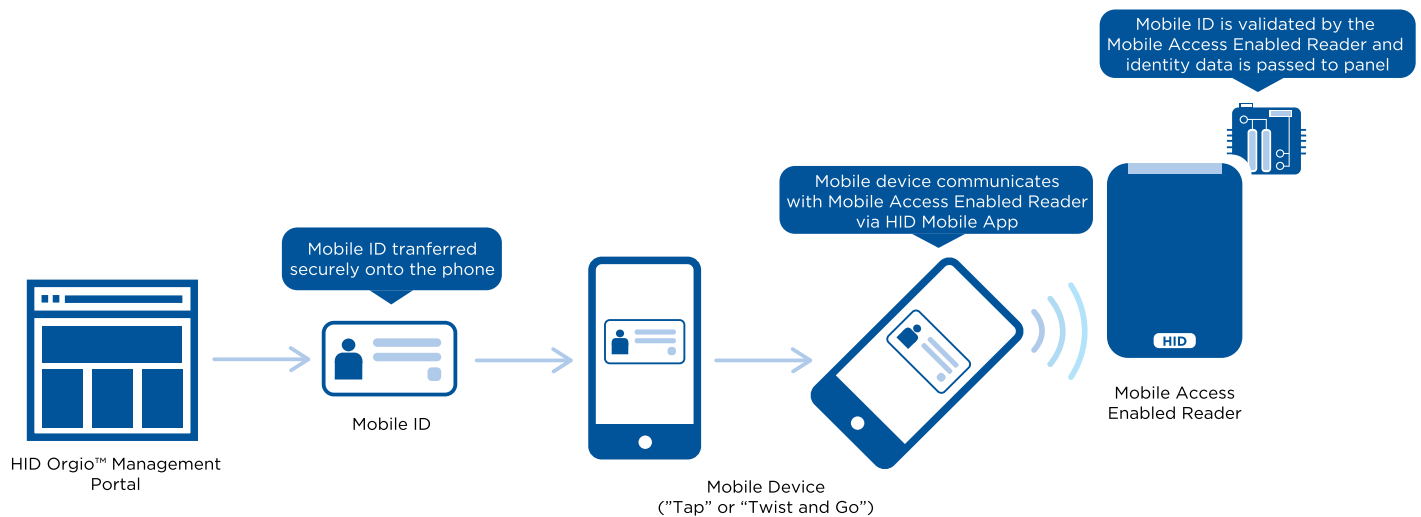 HID Orgio™ Management
Portal
Mobile ID tranferred
securely onto the phone
Mobile ID
Mobile Device
(”Tap” or “Twist and Go”)
Mobile device communicates
with Mobile Access Enabled Reader
via HID Mobile App
Mobile ID is validated by the
Mobile Access Enabled Reader and
identity data is passed to panel
HID
Mobile Access
Enabled Reader